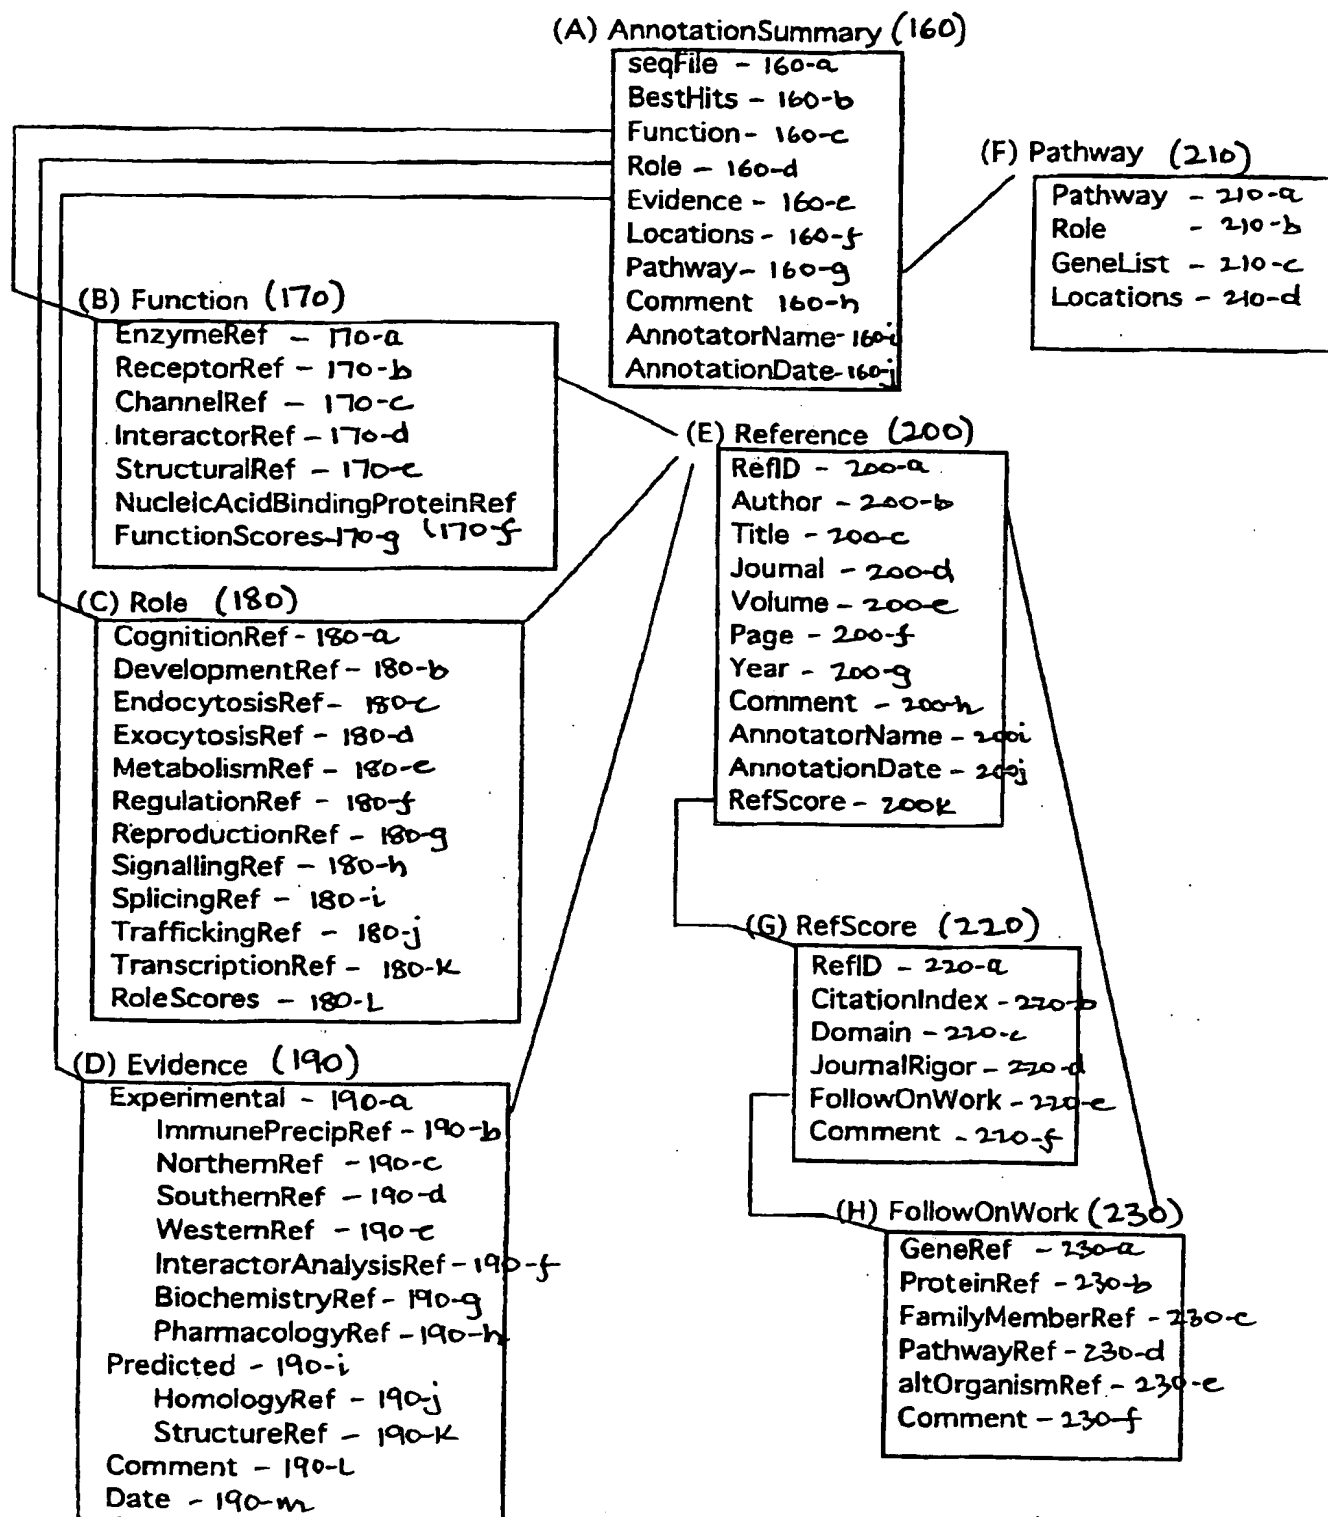 (A) AnnotationSummary (160)
seqFile - 160-a
BestHits - 160-b
Function - 160-c
Role - 160-d
Evidence - 160-e
Locations - 160-f
Pathway - 160-g
Comment 160-h
AnnotatorName - 160-i
AnnotationDate - 160-j
(F) Pathway (210)
Pathway - 210-a
Role - 210-b
GeneList - 210-c
Locations - 210-d
(B) Function (170)
EnzymeRef - 170-a
ReceptorRef - 170-b
ChannelRef - 170-c
InteractorRef - 170-d
StructuralRef - 170-e
NucleicAcidBindingProteinRef
FunctionScores - 170-g (170-f
(C) Role (180)
CognitionRef - 180-a
DevelopmentRef - 180-b
EndocytosisRef - 180-c
ExocytosisRef - 180-d
MetabolismRef - 180-e
RegulationRef - 180-f
ReproductionRef - 180-g
SignallingRef - 180-h
SplicingRef - 180-i
TraffickingRef - 180-j
TranscriptionRef - 180-k
RoleScores - 180-L
(D) Evidence (190)
Experimental - 190-a
ImmunePrecipRef - 190-b
NorthernRef - 190-c
SouthernRef - 190-d
WesternRef - 190-e
InteractorAnalysisRef - 190-f
BiochemistryRef - 190-g
PharmacologyRef - 190-h
Predicted - 190-i
HomologyRef - 190-j
StructureRef - 190-k
Comment - 190-L
Date - 190-m
(E) Reference (200)
RefID - 200-a
Author - 200-b
Title - 200-c
Journal - 200-d
Volume - 200-e
Page - 200-f
Year - 200-g
Comment - 200-h
AnnotatorName - 200i
AnnotationDate - 200j
RefScore - 200k
(G) RefScore (220)
RefID - 220-a
CitationIndex - 220-b
Domain - 220-c
JournalRigor - 220-d
FollowOnWork - 220-e
Comment - 220-f
(H) FollowOnWork (230)
GeneRef - 230-a
ProteinRef - 230-b
FamilyMemberRef - 230-c
PathwayRef - 230-d
altOrganismRef - 230-e
Comment - 230-f